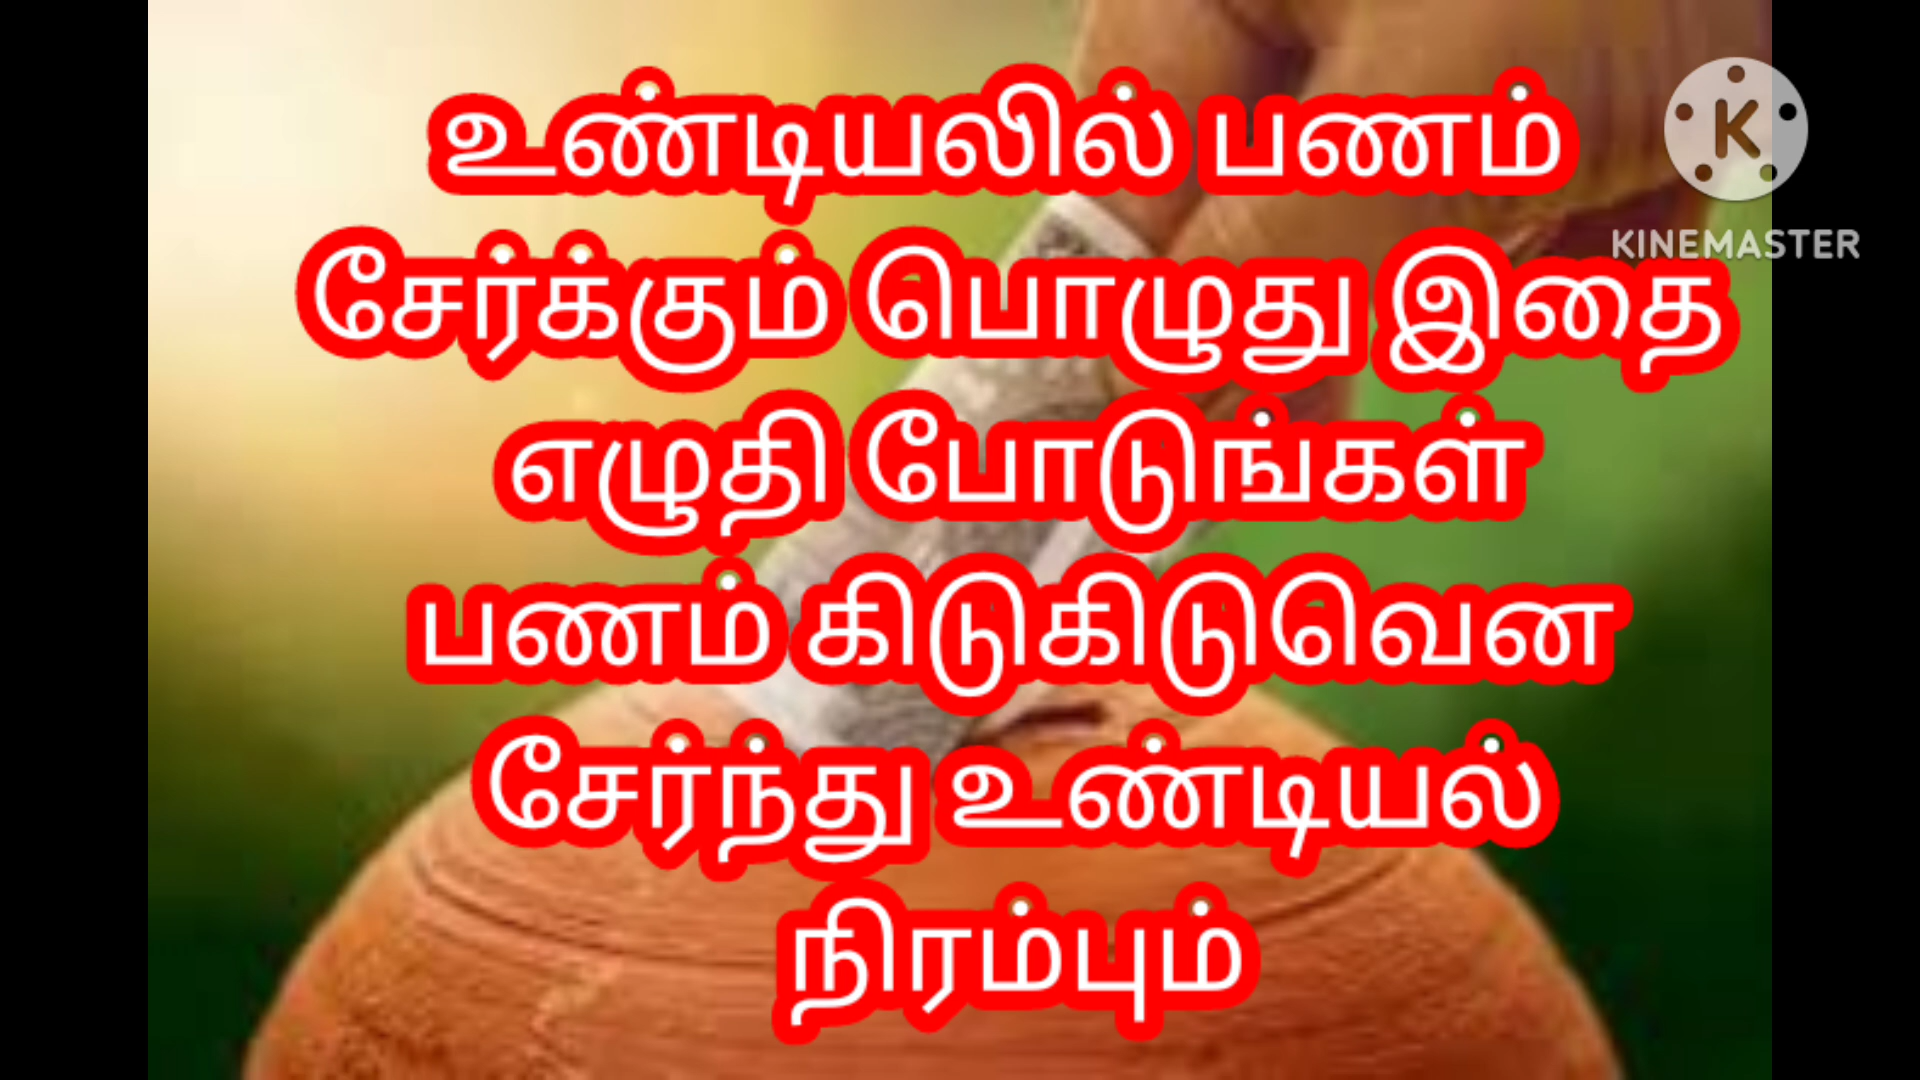 உண்டியலில் பணம்
சேர்க்கும் பொழுது இதை
எழுதி போடுங்கள்
பணம் கிடுகிடுவென
சேர்ந்து உண்டியல்
நிரம்பும்
K
KINEMASTER